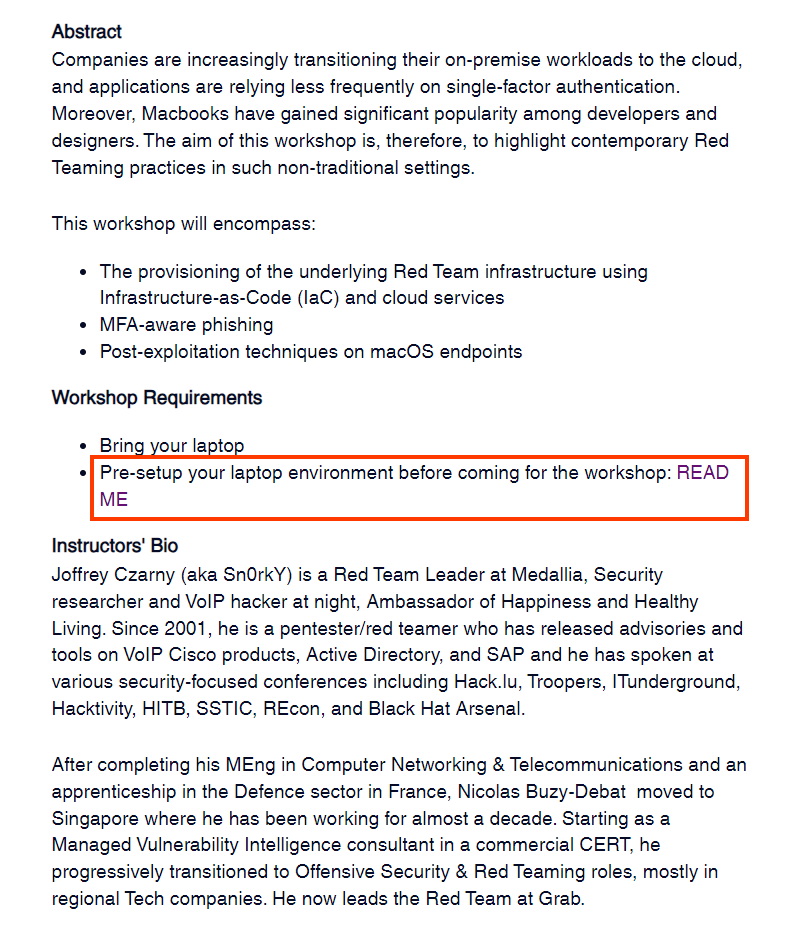 Abstract
Companies are increasingly transitioning their on-premise workloads to the cloud,
and applications are relying less frequently on single-factor authentication.
Moreover, Macbooks have gained significant popularity among developers and
designers. The aim of this workshop is, therefore, to highlight contemporary Red
Teaming practices in such non-traditional settings.
This workshop will encompass:
• The provisioning of the underlying Red Team infrastructure using
Infrastructure-as-Code (IaC) and cloud services
• MFA-aware phishing
• Post-exploitation techniques on macOS endpoints
Workshop Requirements
• Bring your laptop
• Pre-setup your laptop environment before coming for the workshop: READ
ME
Instructors' Bio
Joffrey Czarny (aka Sn0rkY) is a Red Team Leader at Medallia, Security
researcher and VoIP hacker at night, Ambassador of Happiness and Healthy
Living. Since 2001, he is a pentester/red teamer who has released advisories and
tools on VoIP Cisco products, Active Directory, and SAP and he has spoken at
various security-focused conferences including Hack.lu, Troopers, ITunderground,
Hacktivity, HITB, SSTIC, REcon, and Black Hat Arsenal.
After completing his MEng in Computer Networking & Telecommunications and an
apprenticeship in the Defence sector in France, Nicolas Buzy-Debat  moved to
Singapore where he has been working for almost a decade. Starting as a
Managed Vulnerability Intelligence consultant in a commercial CERT, he
progressively transitioned to Offensive Security & Red Teaming roles, mostly in
regional Tech companies. He now leads the Red Team at Grab.